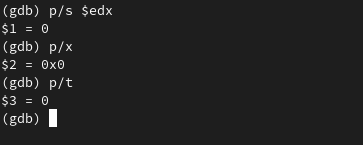 (gdb) p/s $edx
$1 = 0
(gdb) p/x
$2 = 0x0
(gdb) p/t
$3 = 0
(gdb)